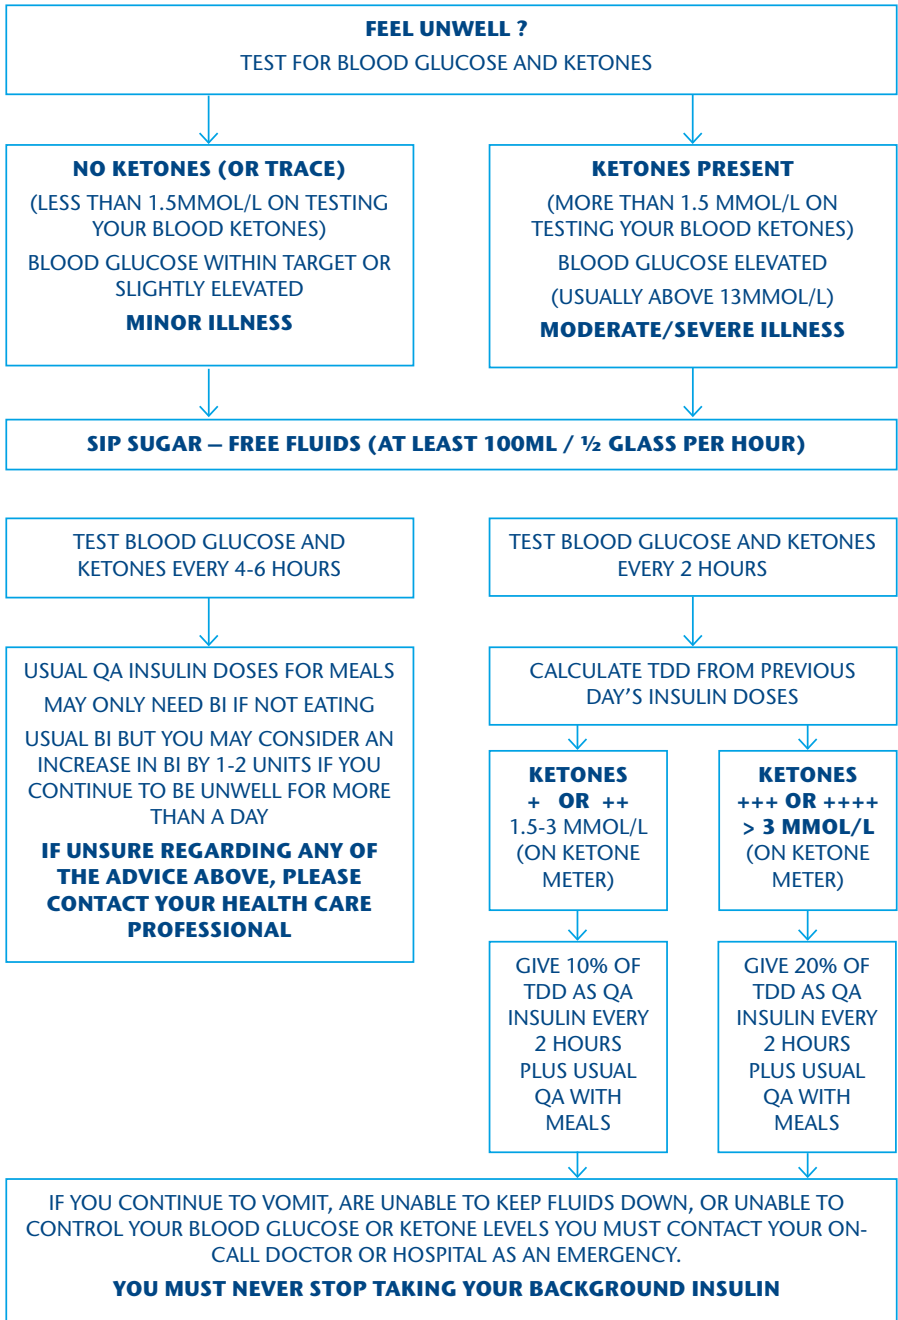 FEEL UNWELL ?
TEST FOR BLOOD GLUCOSE AND KETONES
NO KETONES (OR TRACE)
(LESS THAN 1.5MMOL/L ON TESTING
YOUR BLOOD KETONES)
BLOOD GLUCOSE WITHIN TARGET OR
SLIGHTLY ELEVATED
MINOR ILLNESS
KETONES PRESENT
(MORE THAN 1.5 MMOL/L ON
TESTING YOUR BLOOD KETONES)
BLOOD GLUCOSE ELEVATED
(USUALLY ABOVE 13MMOL/L)
MODERATE/SEVERE ILLNESS
SIP SUGAR – FREE FLUIDS (AT LEAST 100ML / ½ GLASS PER HOUR)
TEST BLOOD GLUCOSE AND
KETONES EVERY 4-6 HOURS
USUAL QA INSULIN DOSES FOR MEALS
MAY ONLY NEED BI IF NOT EATING
USUAL BI BUT YOU MAY CONSIDER AN
INCREASE IN BI BY 1-2 UNITS IF YOU
CONTINUE TO BE UNWELL FOR MORE
THAN A DAY
IF UNSURE REGARDING ANY OF
THE ADVICE ABOVE, PLEASE
CONTACT YOUR HEALTH CARE
PROFESSIONAL
TEST BLOOD GLUCOSE AND KETONES
EVERY 2 HOURS
CALCULATE TDD FROM PREVIOUS
DAY'S INSULIN DOSES
KETONES
+ OR ++
1.5-3 MMOL/L
(ON KETONE
METER)
GIVE 10% OF
TDD AS QA
INSULIN EVERY
2 HOURS
PLUS USUAL
QA WITH
MEALS
KETONES
+++ OR ++++
> 3 MMOL/L
(ON KETONE
METER)
GIVE 20% OF
TDD AS QA
INSULIN EVERY
2 HOURS
PLUS USUAL
QA WITH
MEALS
IF YOU CONTINUE TO VOMIT, ARE UNABLE TO KEEP FLUIDS DOWN, OR UNABLE TO
CONTROL YOUR BLOOD GLUCOSE OR KETONE LEVELS YOU MUST CONTACT YOUR ON-
CALL DOCTOR OR HOSPITAL AS AN EMERGENCY.
YOU MUST NEVER STOP TAKING YOUR BACKGROUND INSULIN